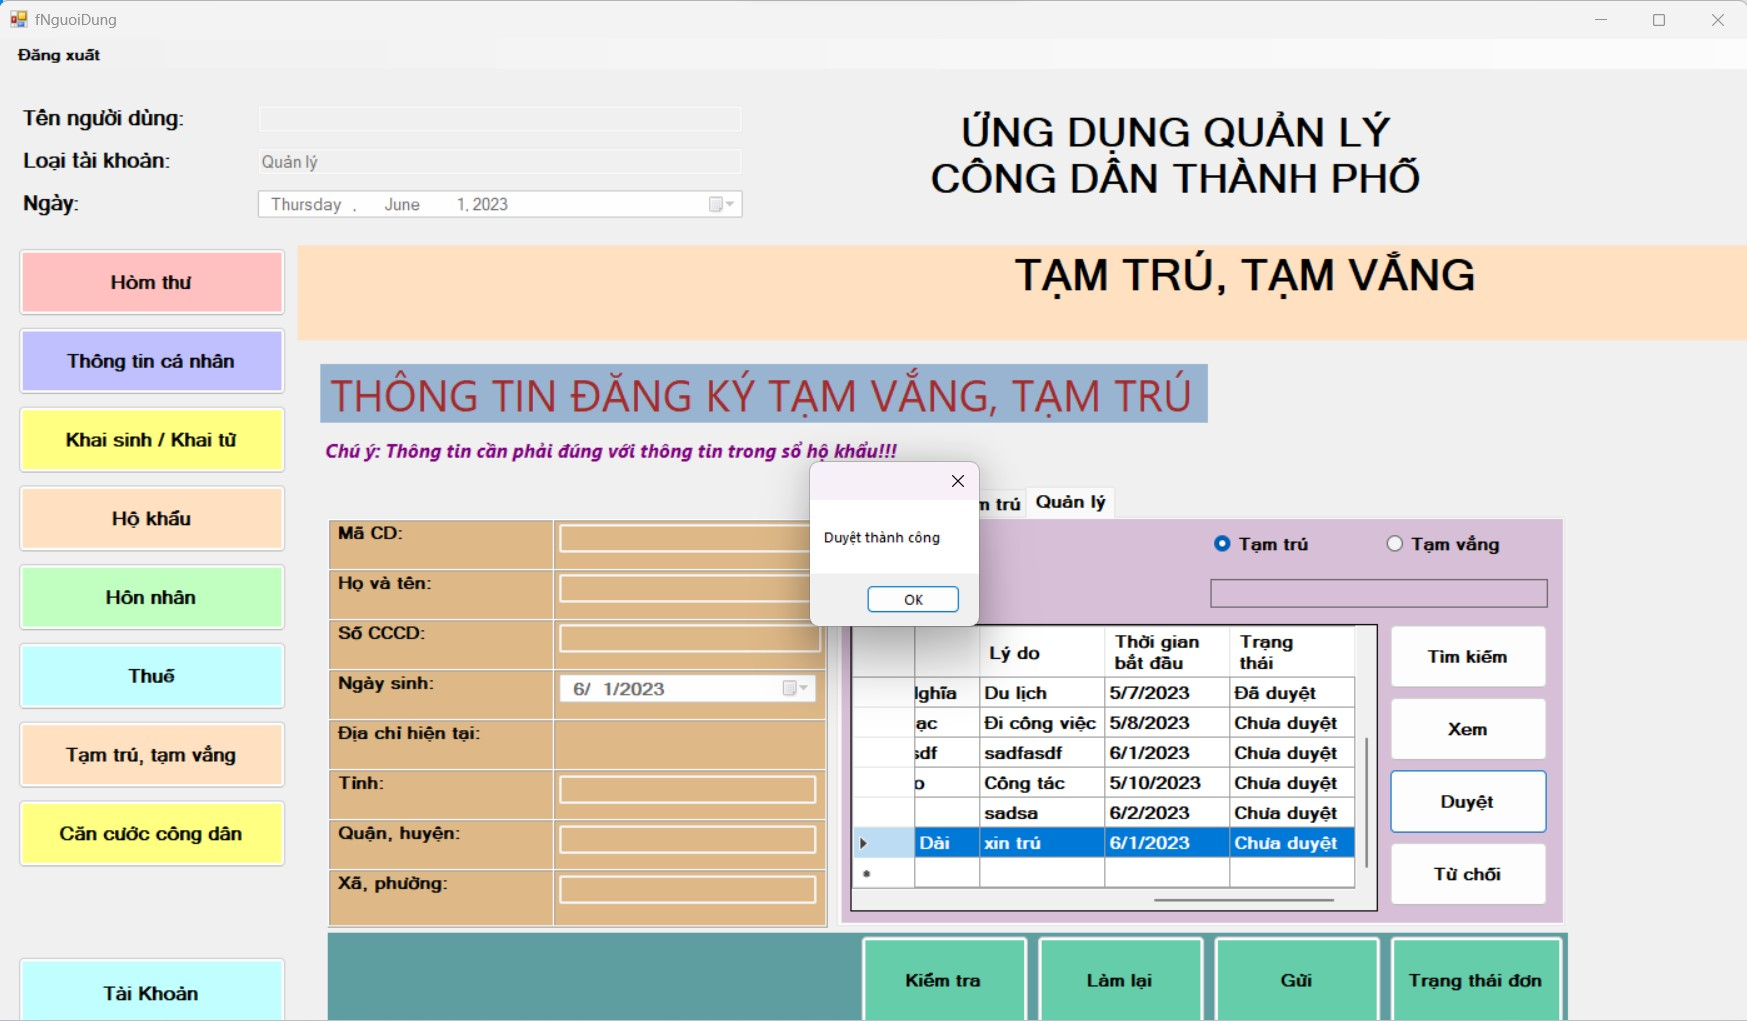 fNguoiDung
Đăng xuất
Tên người dùng:
Loại tài khoản:
Quản lý
Ngày:
Thursday , June 1, 2023
ỨNG DỤNG QUẢN LÝ
CÔNG DÂN THÀNH PHỐ
TẠM TRÚ, TẠM VẮNG
Hòm thư
Thông tin cá nhân
Khai sinh / Khai tử
Hộ khẩu
Hôn nhân
Thuế
Tạm trú, tạm vắng
Căn cước công dân
Tài Khoản
THÔNG TIN ĐĂNG KÝ TẠM VẮNG, TẠM TRÚ
Chú ý: Thông tin cần phải đúng với thông tin trong sổ hộ khẩu!!!
Mã CD:
Họ và tên:
Số CCCD:
Ngày sinh:
6/ 1/2023
Địa chỉ hiện tại:
Tỉnh:
Quận, huyện:
Xã, phường:
Duyệt thành công
OK
trú
Quản lý
Tạm trú
Tạm vắng
Lý do
Thời gian bắt đầu
Trạng thái
Du lịch 5/7/2023 Đã duyệt
Đi công việc 5/8/2023 Chưa duyệt
sadfasdf 6/1/2023 Chưa duyệt
Công tác 5/10/2023 Chưa duyệt
sadsa 6/2/2023 Chưa duyệt
Dài xin trú 6/1/2023 Chưa duyệt
Tìm kiếm
Xem
Duyệt
Từ chối
Kiểm tra
Làm lại
Gửi
Trạng thái đơn